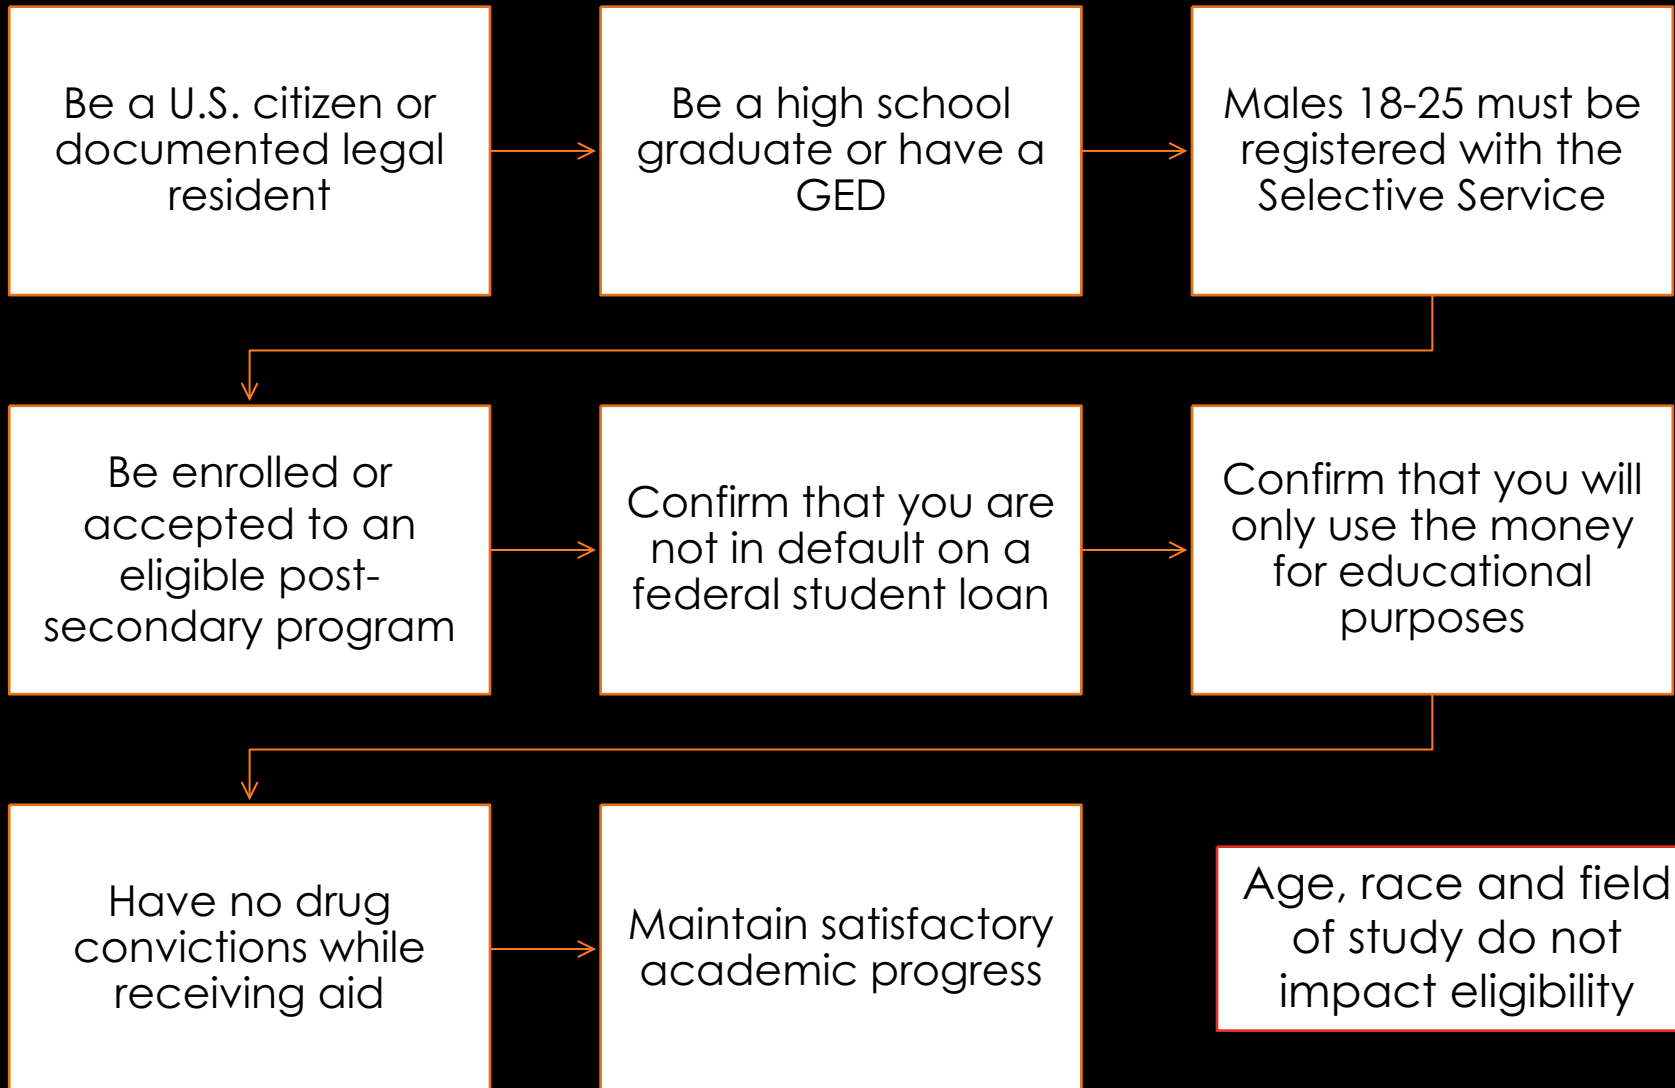 Be a U.S. citizen or
documented legal
resident
Be a high school
graduate or have a
GED
Males 18-25 must be
registered with the
Selective Service
Be enrolled or
accepted to an
eligible post-
secondary program
Confirm that you are
not in default on a
federal student loan
Confirm that you will
only use the money
for educational
purposes
Have no drug
convictions while
receiving aid
Maintain satisfactory
academic progress
Age, race and field
of study do not
impact eligibility